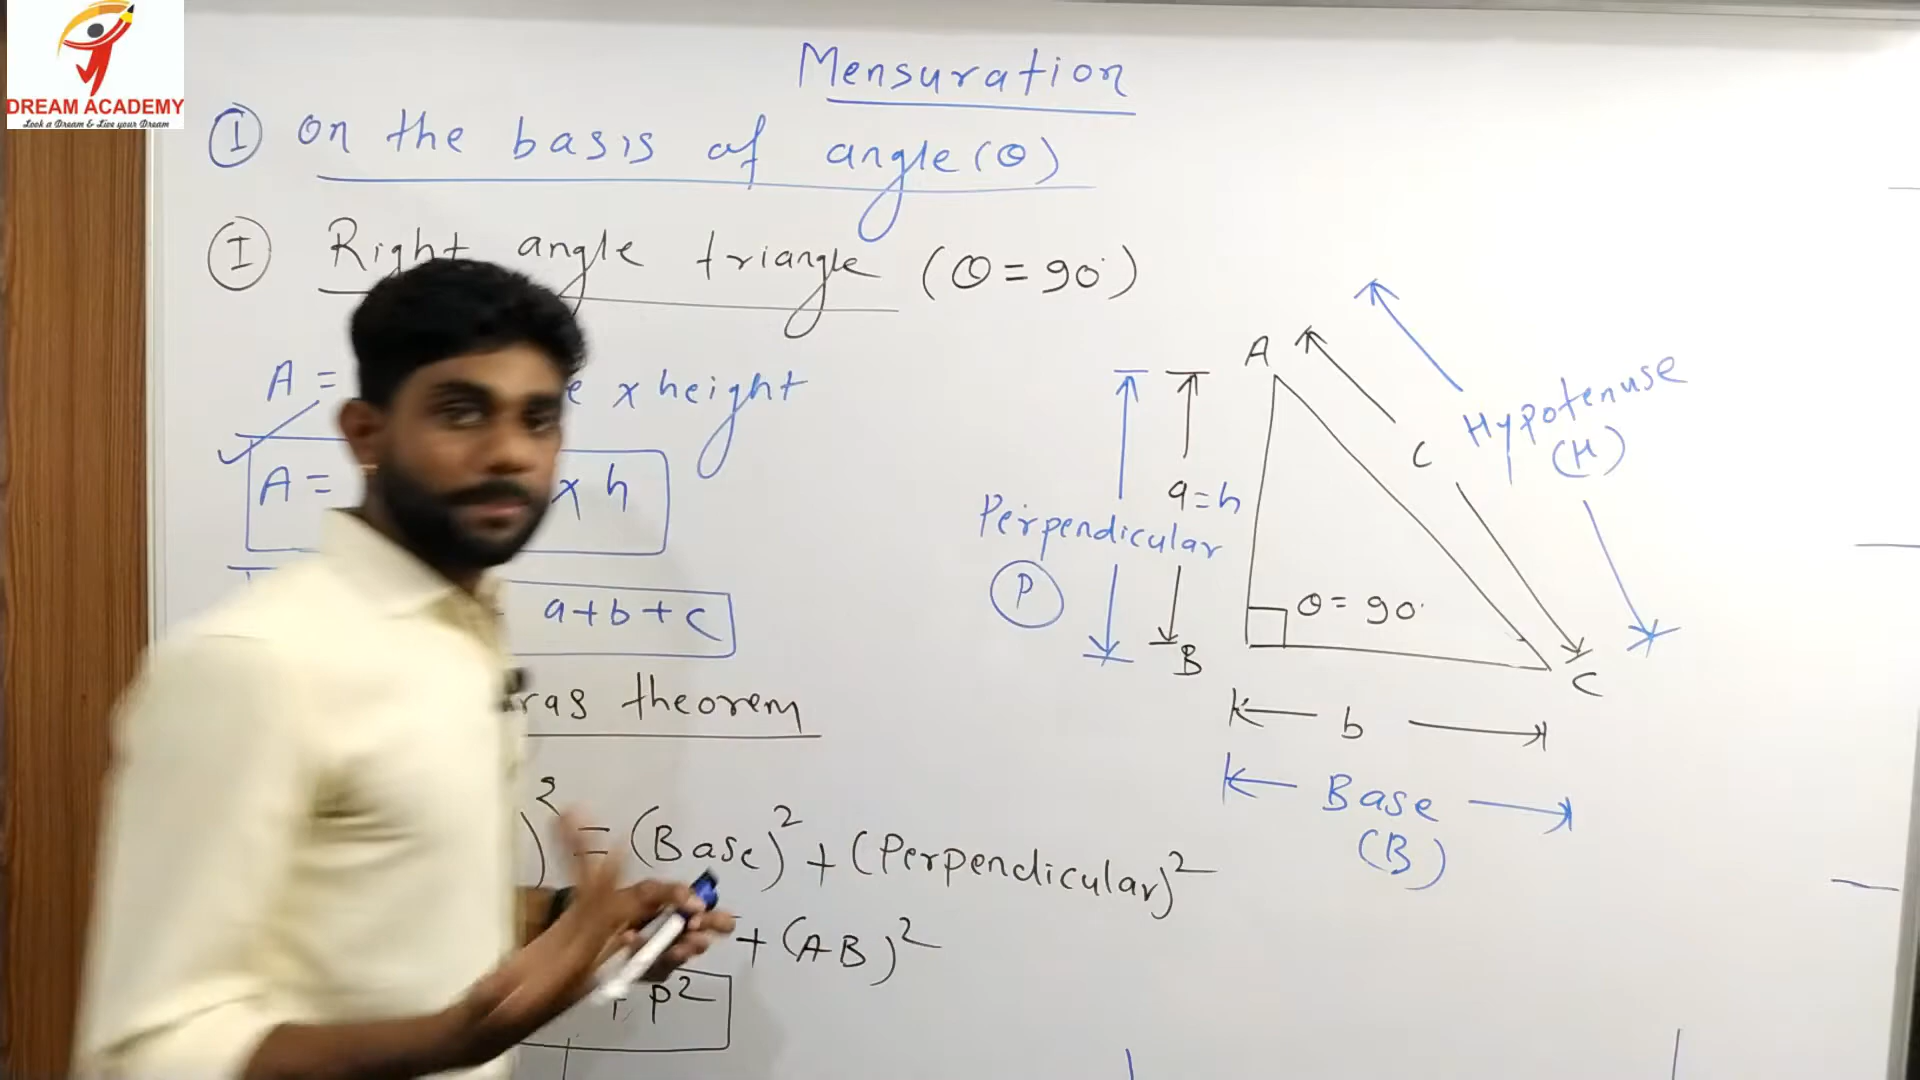 DREAM ACADEMY
Look a Dream & Live your Dream
Mensuration
I on the basis of angle (θ)
I Right angle triangle (θ = 90°)
A = x height
A = x h
a+b+c
theorem
)² = (Base)² + (Perpendicular)²
+ (AB)²
+ P²
A
Hypotenuse
(H)
C
a=h
Perpendicular
P
θ = 90°
B
C
b
Base
(B)